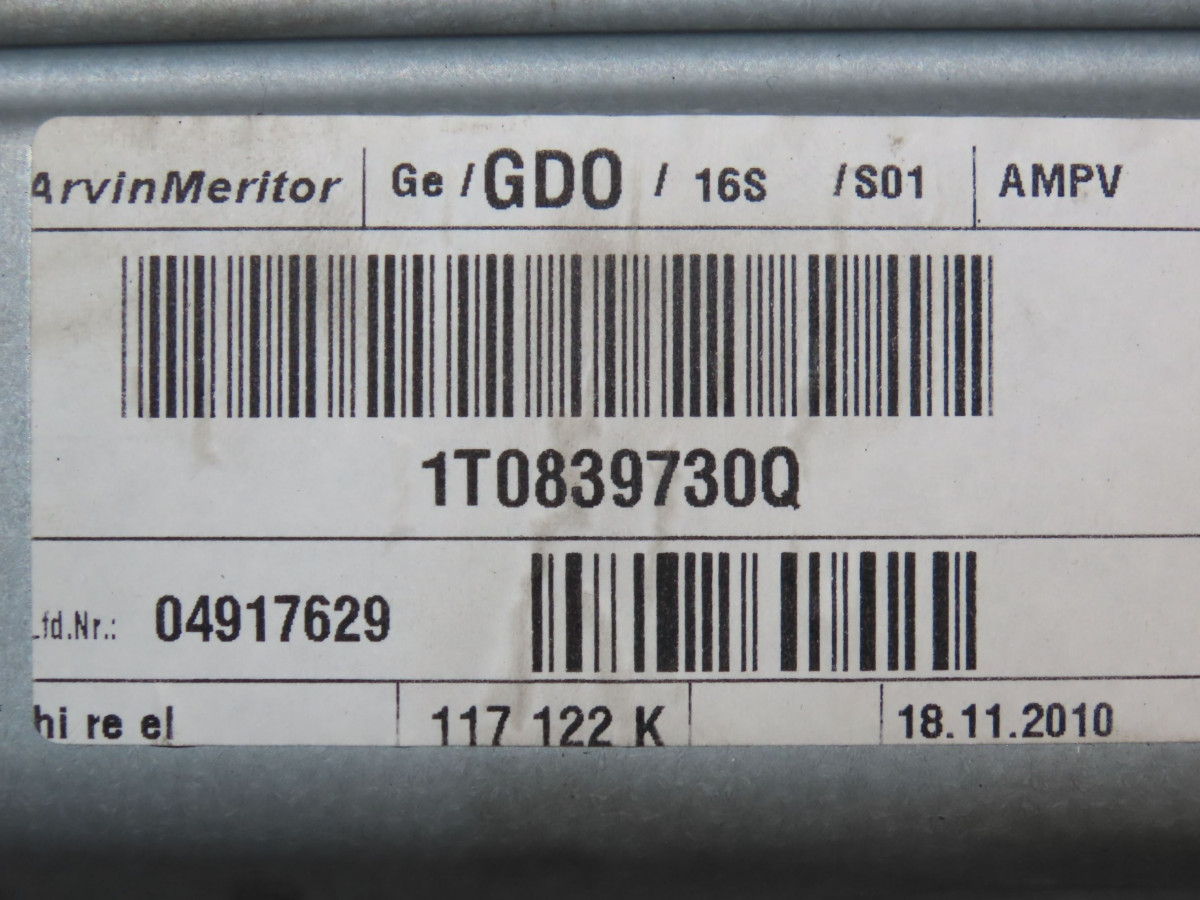 ArvinMeritor Ge /GDO / 16S /S01 AMPV
1T0839730Q
Lfd.Nr.: 04917629
hi re el 117 122 K 18.11.2010